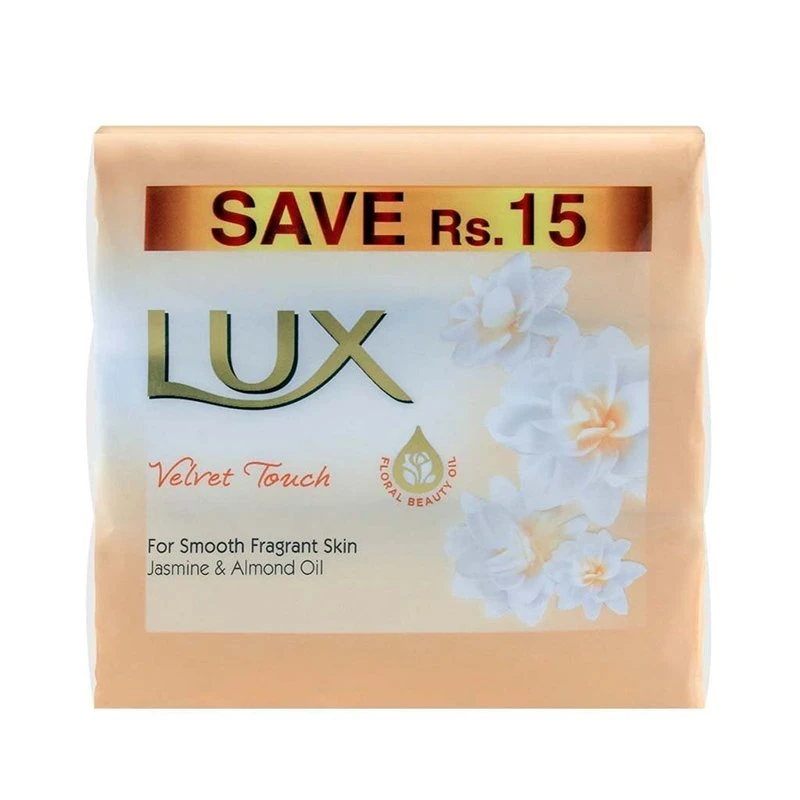 SAVE Rs.15
LUX
Velvet Touch
FLORAL BEAUTY OIL
For Smooth Fragrant Skin
Jasmine & Almond Oil